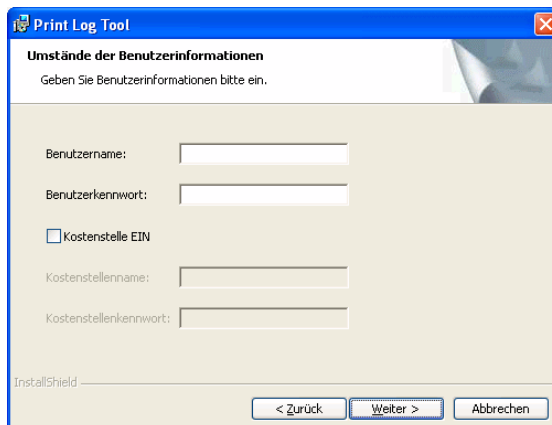 Print Log Tool
Umstände der Benutzerinformationen
Geben Sie Benutzerinformationen bitte ein.
Benutzername:
Benutzerkennwort:
Kostenstelle EIN
Kostenstellenname:
Kostenstellenkennwort:
InstallShield
< Zurück Weiter > Abbrechen